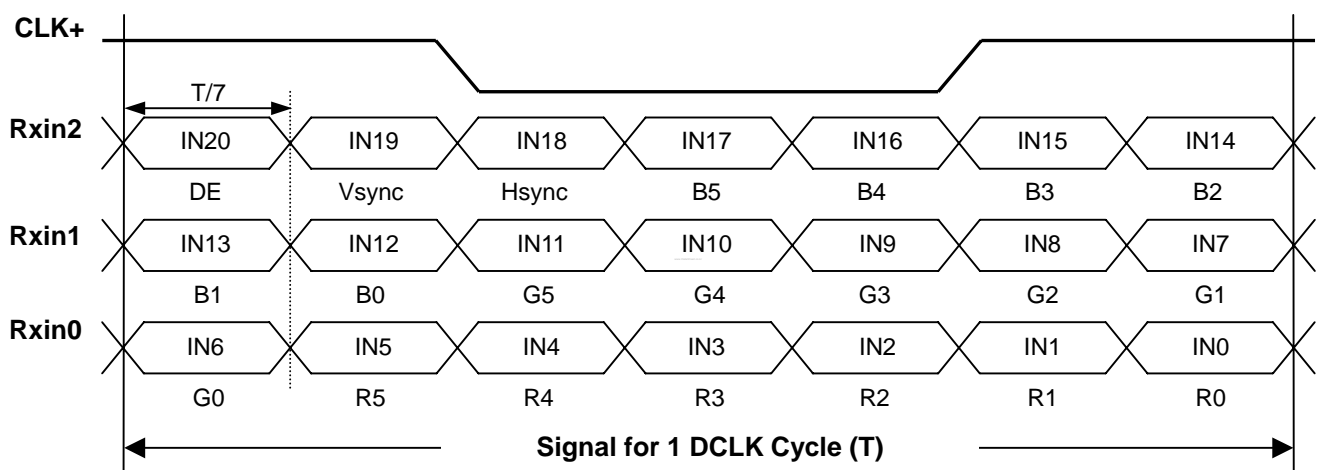 CLK+
T/7
Rxin2 IN20 IN19 IN18 IN17 IN16 IN15 IN14
DE Vsync Hsync B5 B4 B3 B2
Rxin1 IN13 IN12 IN11 IN10 IN9 IN8 IN7
B1 B0 G5 G4 G3 G2 G1
Rxin0 IN6 IN5 IN4 IN3 IN2 IN1 IN0
G0 R5 R4 R3 R2 R1 R0
Signal for 1 DCLK Cycle (T)